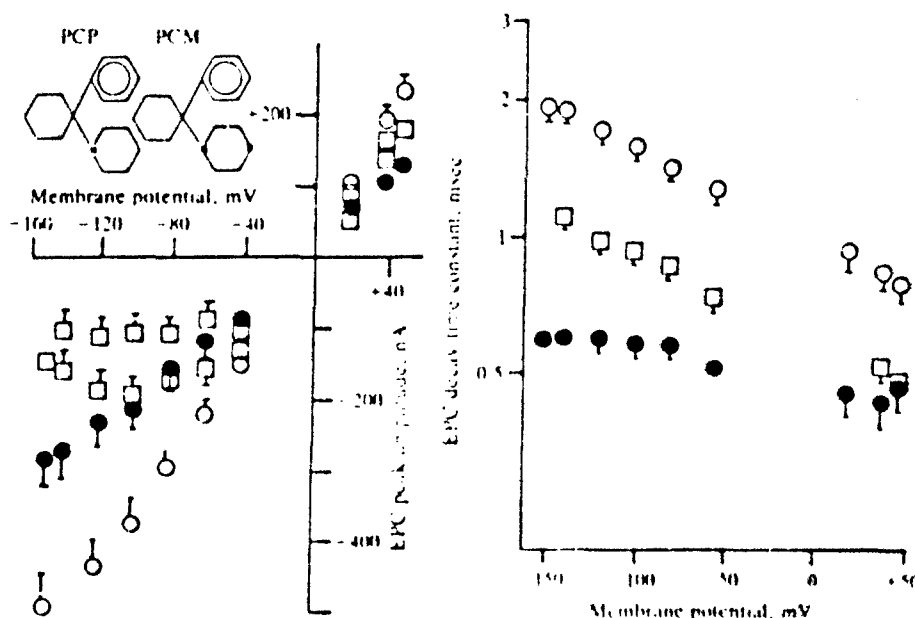 PCP PCM
+200
Membrane potential, mV
-160 -120 -80 -40
+40
-200
-400
EPC peak amplitude, nA
EPC decay time constant, msec
3
2
1
0.5
150 100 50 0 +50
Membrane potential, mV